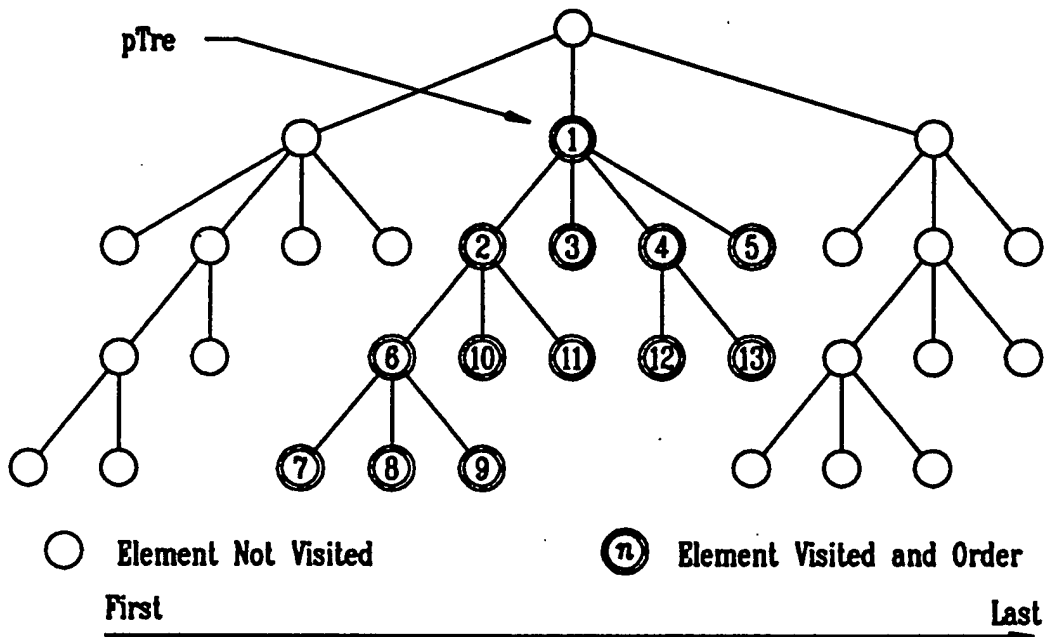 pTre
1
2 3 4 5
6 10 11 12 13
7 8 9
Element Not Visited
n Element Visited and Order
First Last